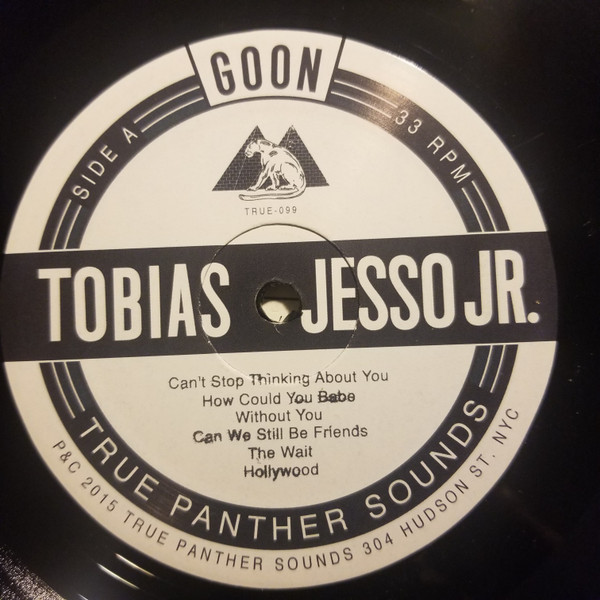 GOON
SIDE A
33 RPM
TRUE-099
TOBIAS JESSO JR.
Can't Stop Thinking About You
How Could You Babe
Without You
Can We Still Be Friends
The Wait
Hollywood
TRUE PANTHER SOUNDS
P&C 2015 TRUE PANTHER SOUNDS 304 HUDSON ST. NYC